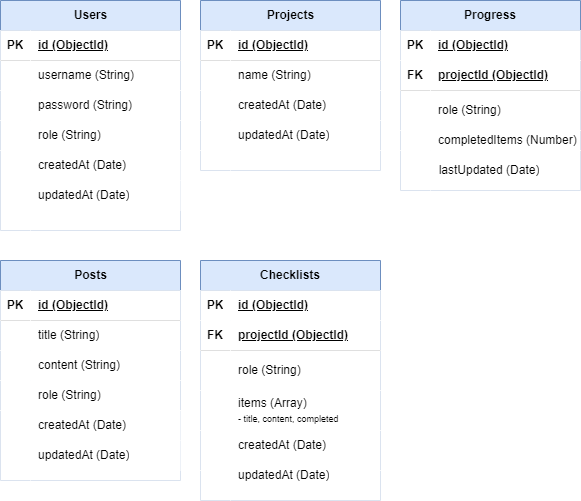 Users
PK id (ObjectId)
username (String)
password (String)
role (String)
createdAt (Date)
updatedAt (Date)
Projects
PK id (ObjectId)
name (String)
createdAt (Date)
updatedAt (Date)
Progress
PK id (ObjectId)
FK projectId (ObjectId)
role (String)
completedItems (Number)
lastUpdated (Date)
Posts
PK id (ObjectId)
title (String)
content (String)
role (String)
createdAt (Date)
updatedAt (Date)
Checklists
PK id (ObjectId)
FK projectId (ObjectId)
role (String)
items (Array)
- title, content, completed
createdAt (Date)
updatedAt (Date)